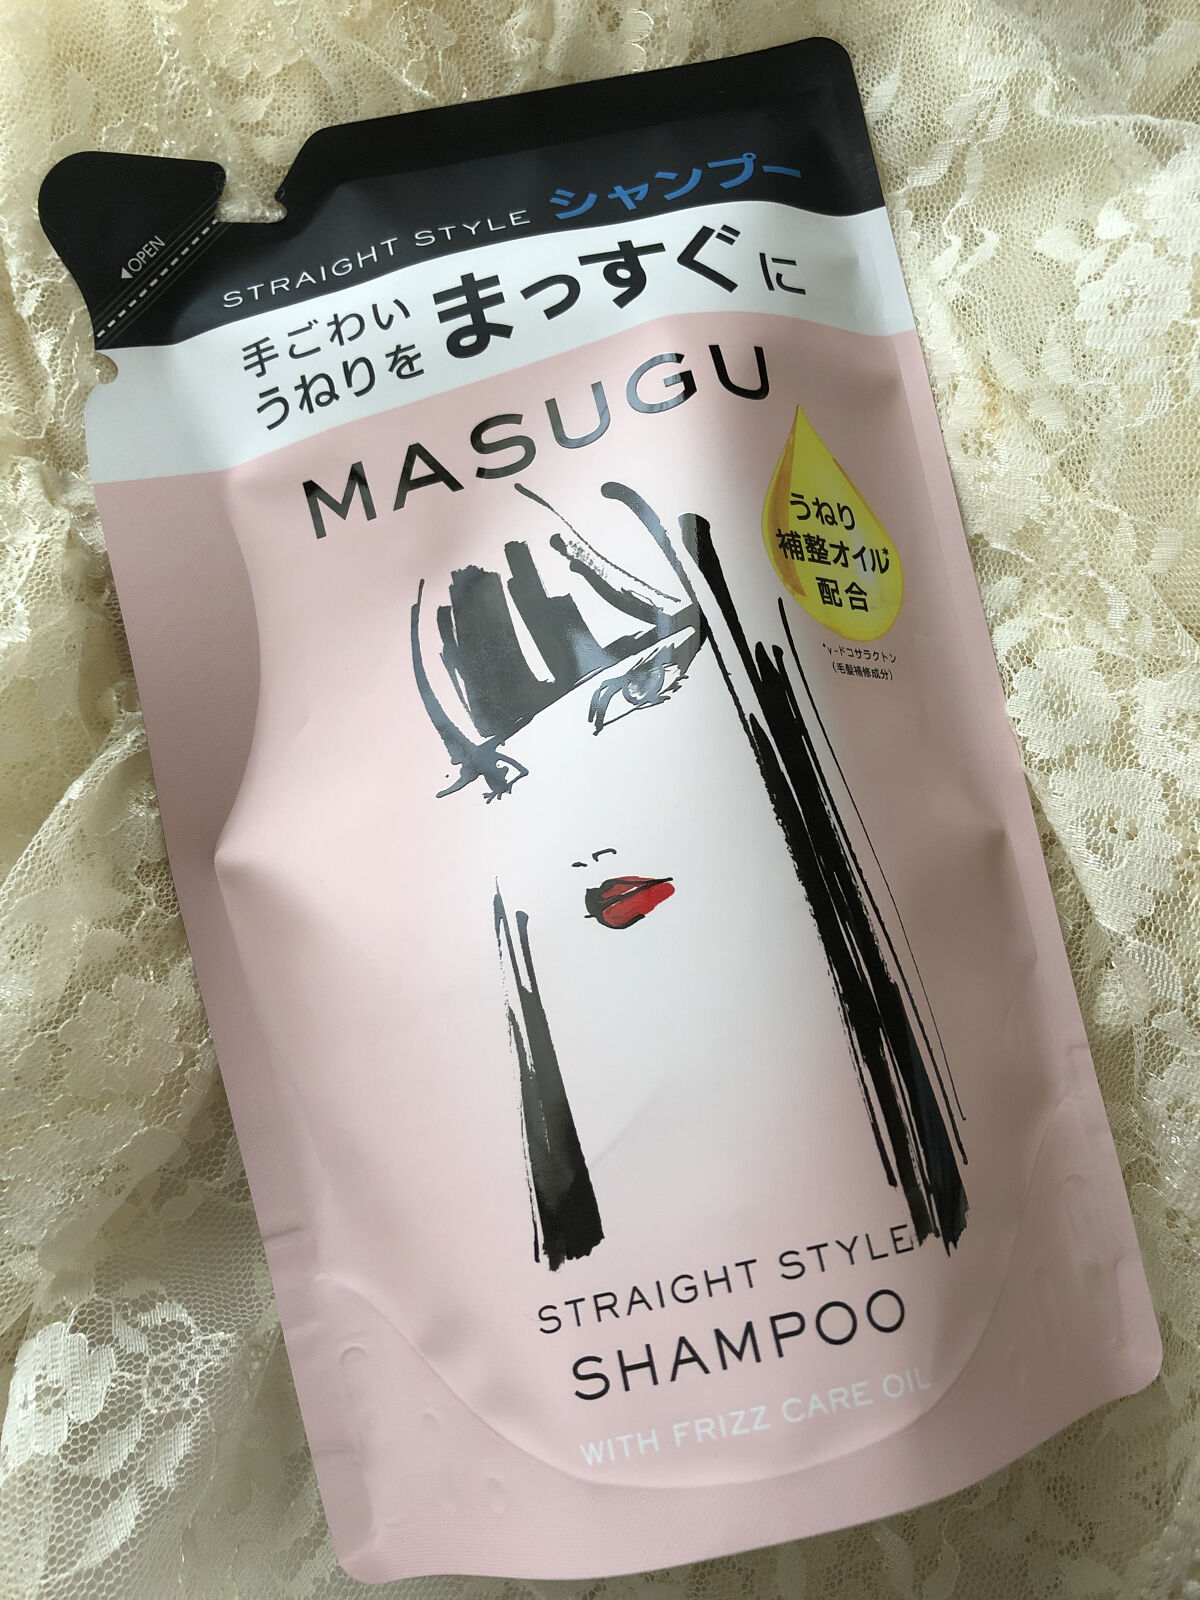 ◀OPEN
STRAIGHT STYLE シャンプー
手ごわい
うねりを まっすぐに
MASUGU
うねり
補整オイル*
配合
*γ-ドコサラクトン
(毛髪補修成分)
STRAIGHT STYLE
SHAMPOO
WITH FRIZZ CARE OIL